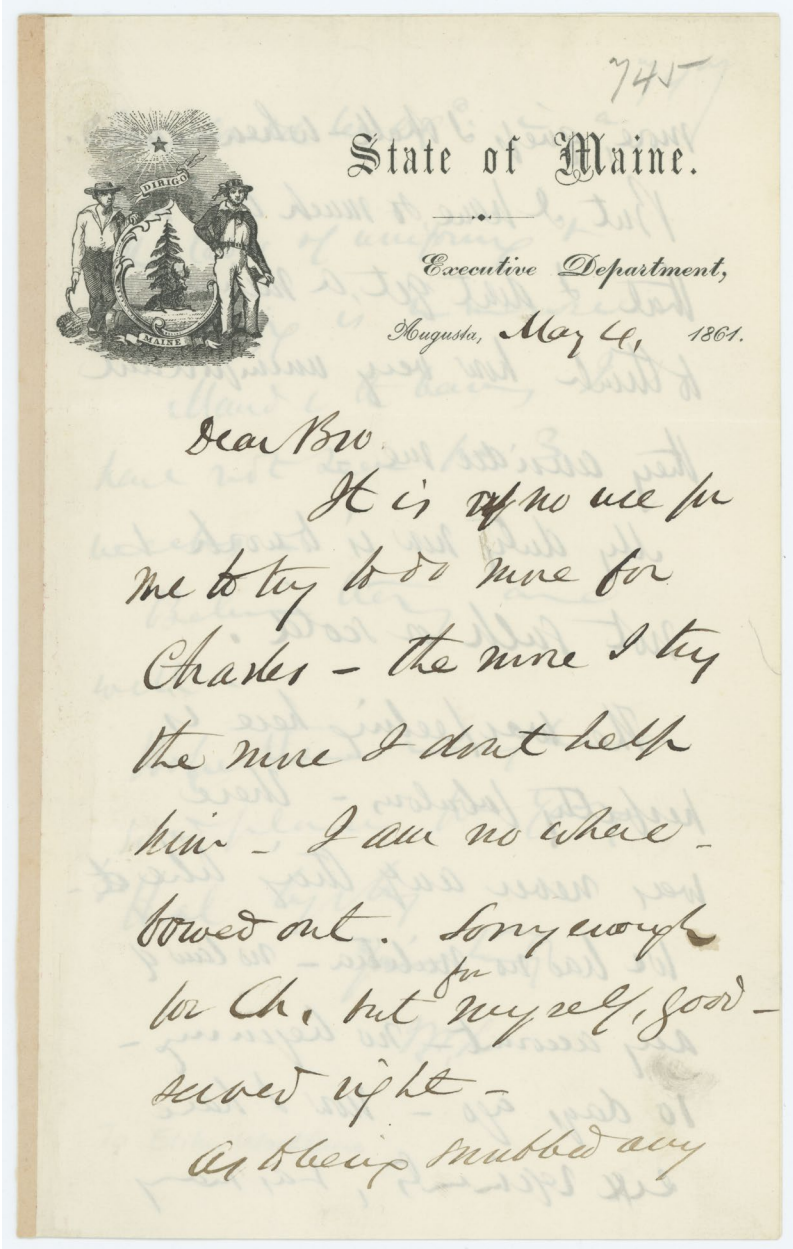 745
State of Maine.
DIRIGO
MAINE
Executive Department,
Augusta, May 4, 1861.
Dear Bro
It is of no use for
me to try to do more for
Charles - the more I try
the more I dont help
him - I am no where -
bowed out. Sorry enough
for
for Ch, but myself, good -
served right -
As to being snubbed any